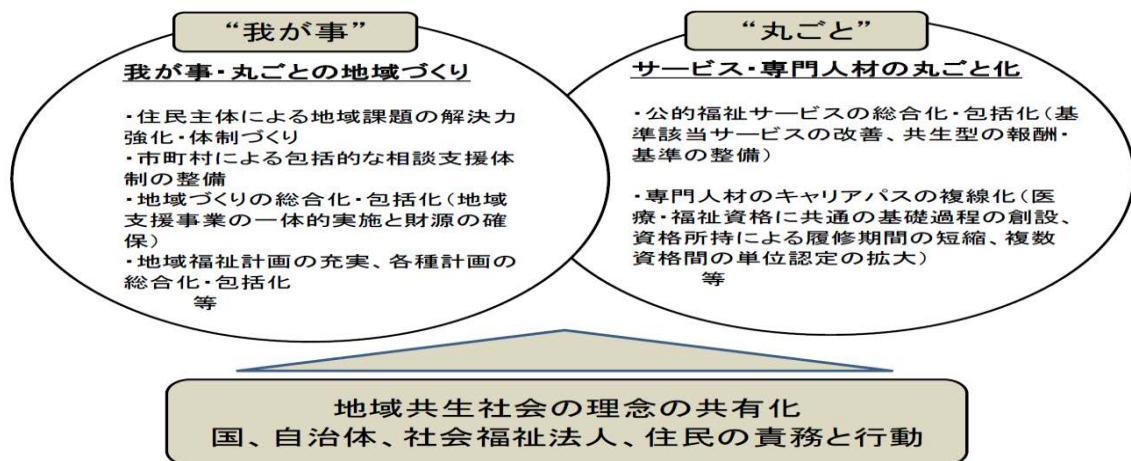 “我が事”
我が事・丸ごとの地域づくり
・住民主体による地域課題の解決力
強化・体制づくり
・市町村による包括的な相談支援体
制の整備
・地域づくりの総合化・包括化(地域
支援事業の一体的実施と財源の確
保)
・地域福祉計画の充実、各種計画の
総合化・包括化
等
“丸ごと”
サービス・専門人材の丸ごと化
・公的福祉サービスの総合化・包括化(基
準該当サービスの改善、共生型の報酬・
基準の整備)
・専門人材のキャリアパスの複線化(医
療・福祉資格に共通の基礎過程の創設、
資格所持による履修期間の短縮、複数
資格間の単位認定の拡大)
等
地域共生社会の理念の共有化
国、自治体、社会福祉法人、住民の責務と行動